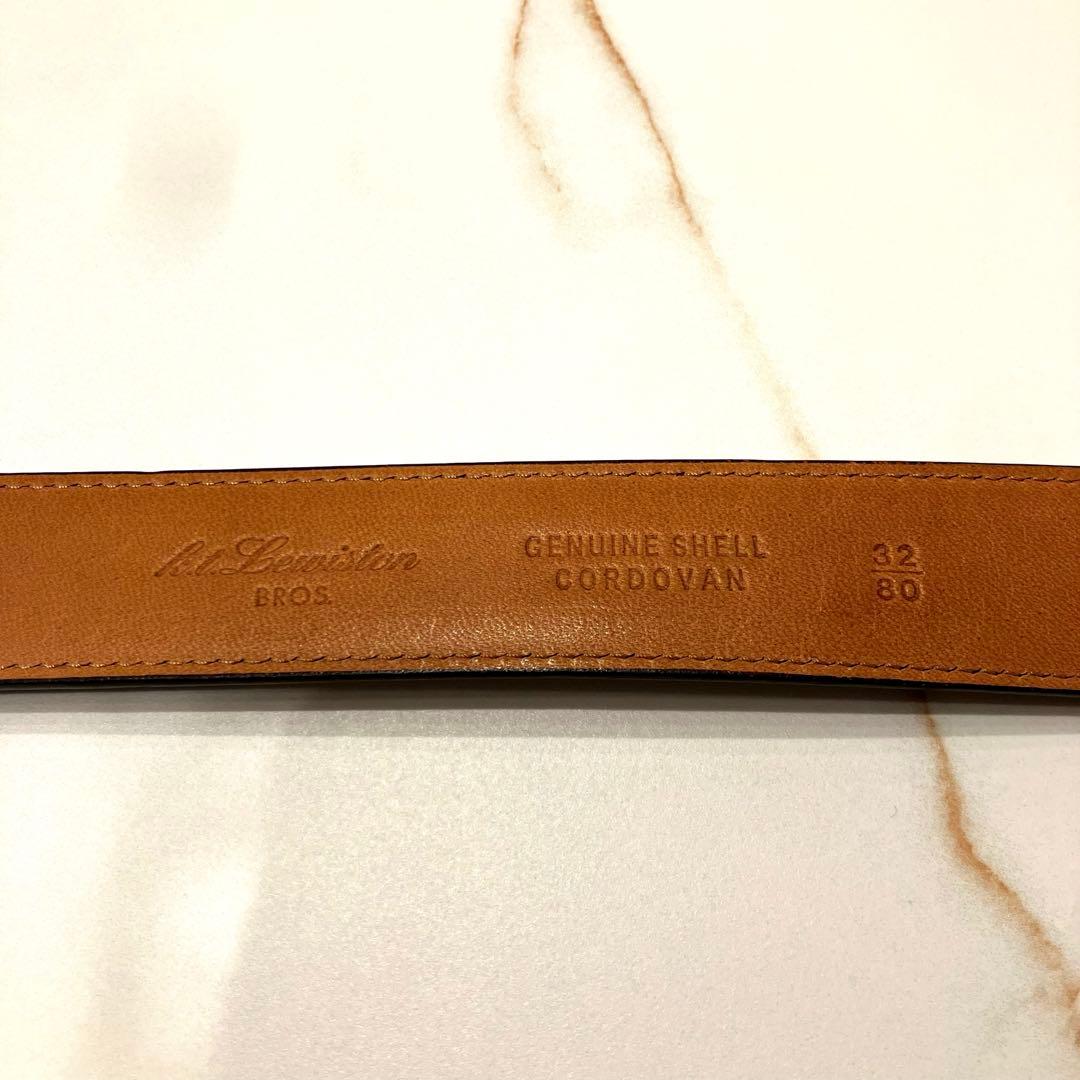 h.t. Lewiston
BROS.
GENUINE SHELL
CORDOVAN
32
80